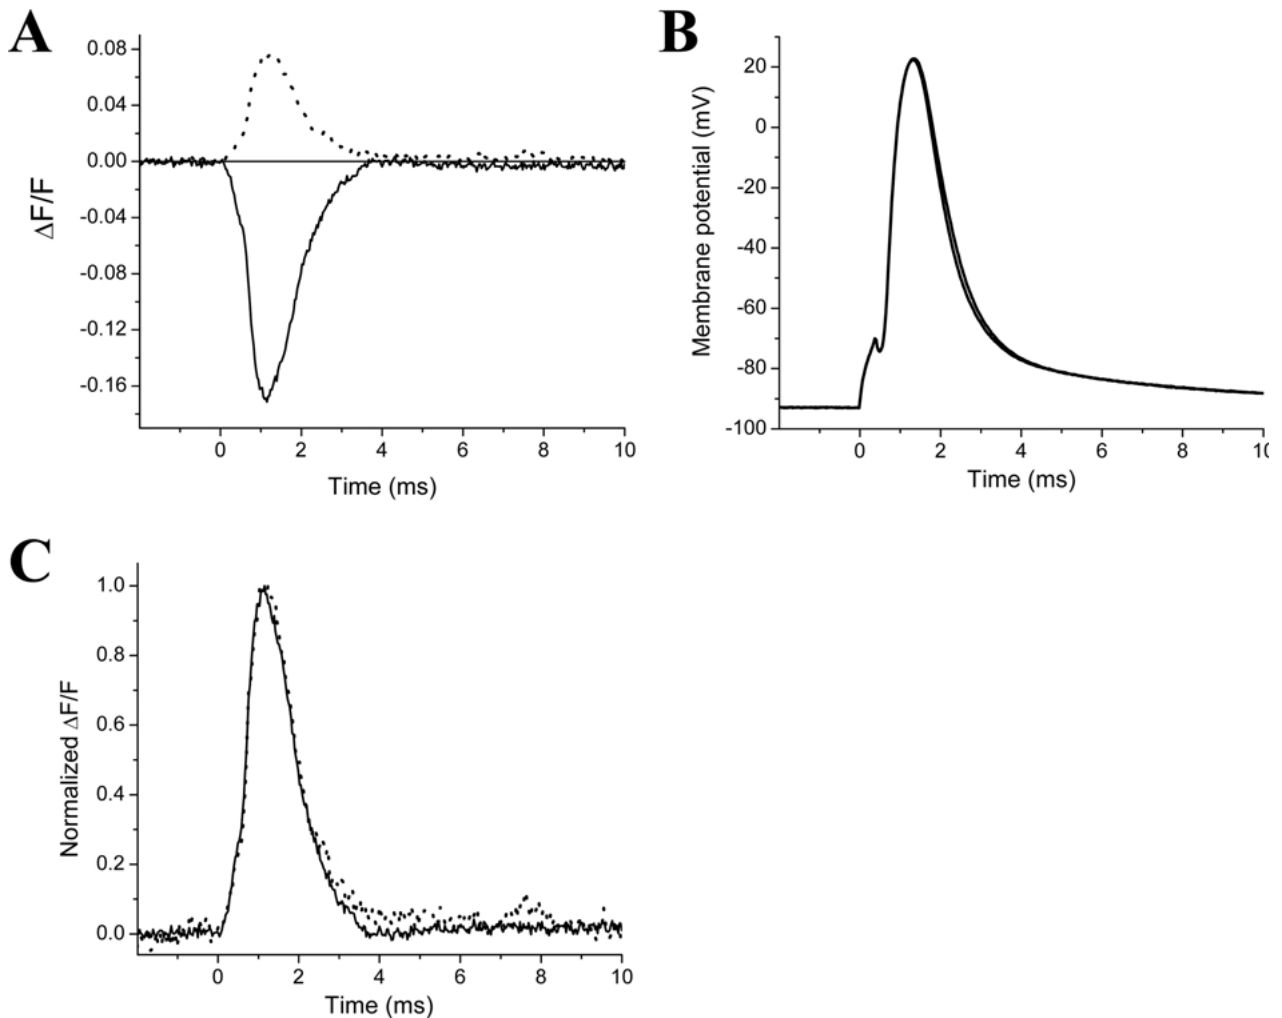 A
0.08
0.04
0.00
-0.04
-0.08
-0.12
-0.16
ΔF/F
0 2 4 6 8 10
Time (ms)
B
20
0
-20
-40
-60
-80
-100
Membrane potential (mV)
0 2 4 6 8 10
Time (ms)
C
1.0
0.8
0.6
0.4
0.2
0.0
Normalized ΔF/F
0 2 4 6 8 10
Time (ms)